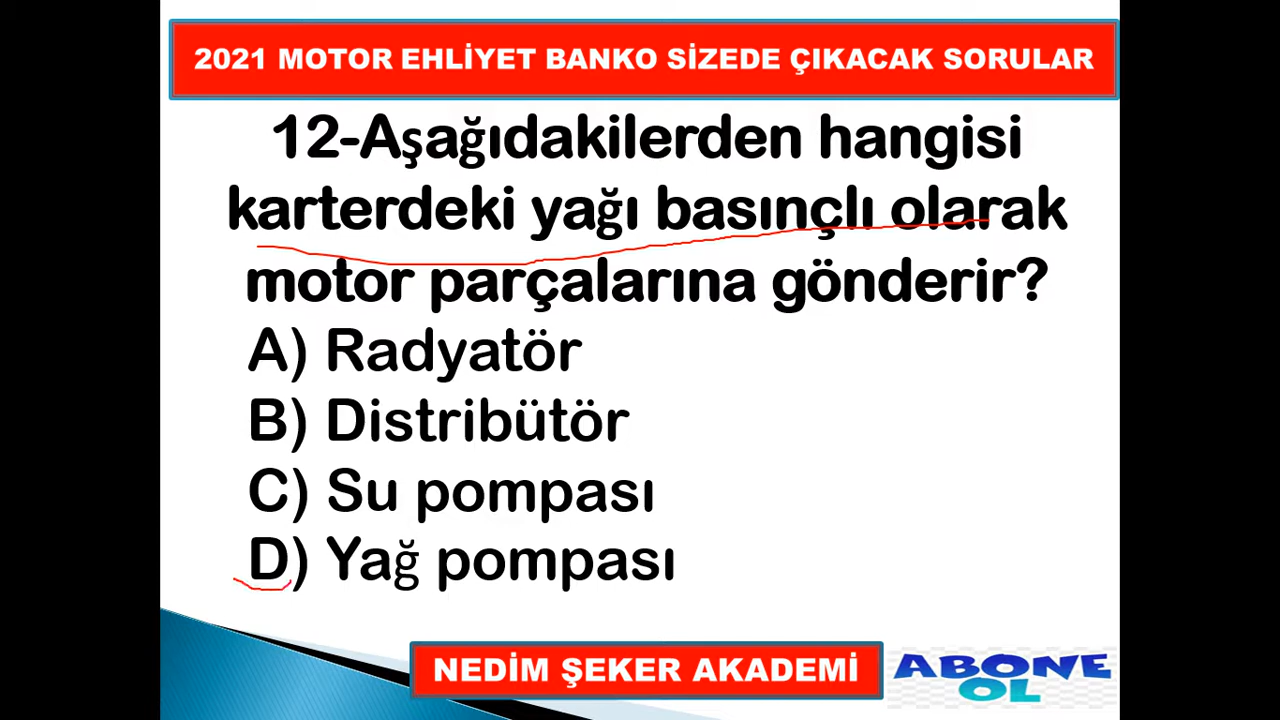 2021 MOTOR EHLİYET BANKO SİZEDE ÇIKACAK SORULAR
12-Aşağıdakilerden hangisi
karterdeki yağı basınçlı olarak
motor parçalarına gönderir?
A) Radyatör
B) Distribütör
C) Su pompası
D) Yağ pompası
NEDİM ŞEKER AKADEMİ
ABONE
OL